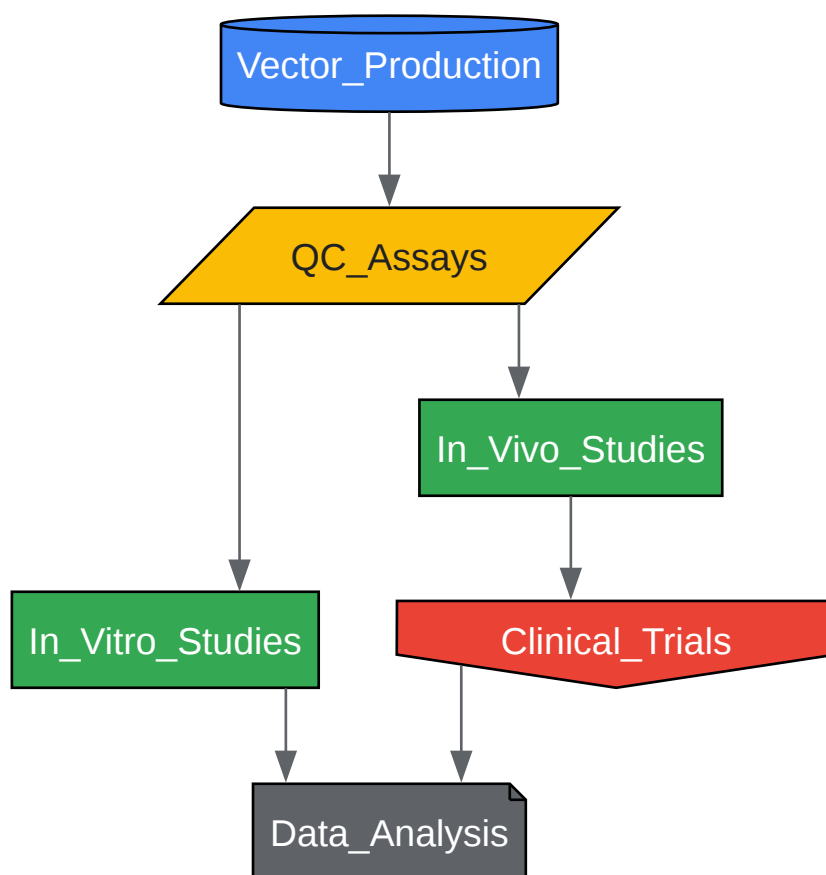 Vector_Production
QC_Assays
In_Vivo_Studies
In_Vitro_Studies
Clinical_Trials
Data_Analysis